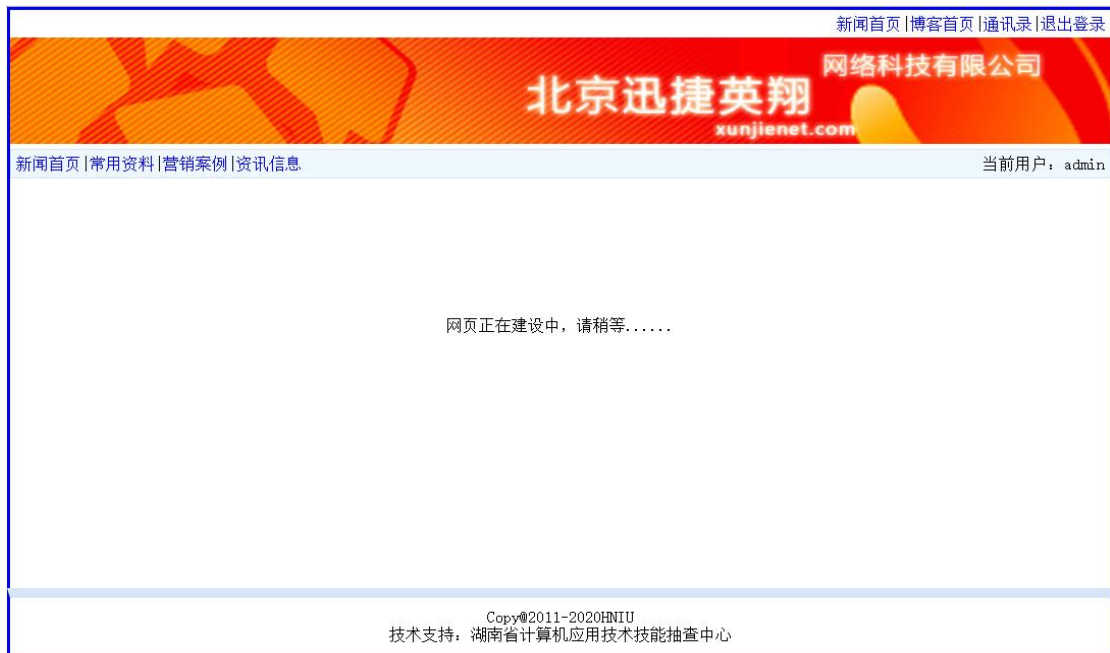 新闻首页|博客首页|通讯录|退出登录
网络科技有限公司
北京迅捷英翔
xunjienet.com
新闻首页|常用资料|营销案例|资讯信息
当前用户：admin
网页正在建设中，请稍等......
Copy@2011-2020HNIU
技术支持：湖南省计算机应用技术技能抽查中心